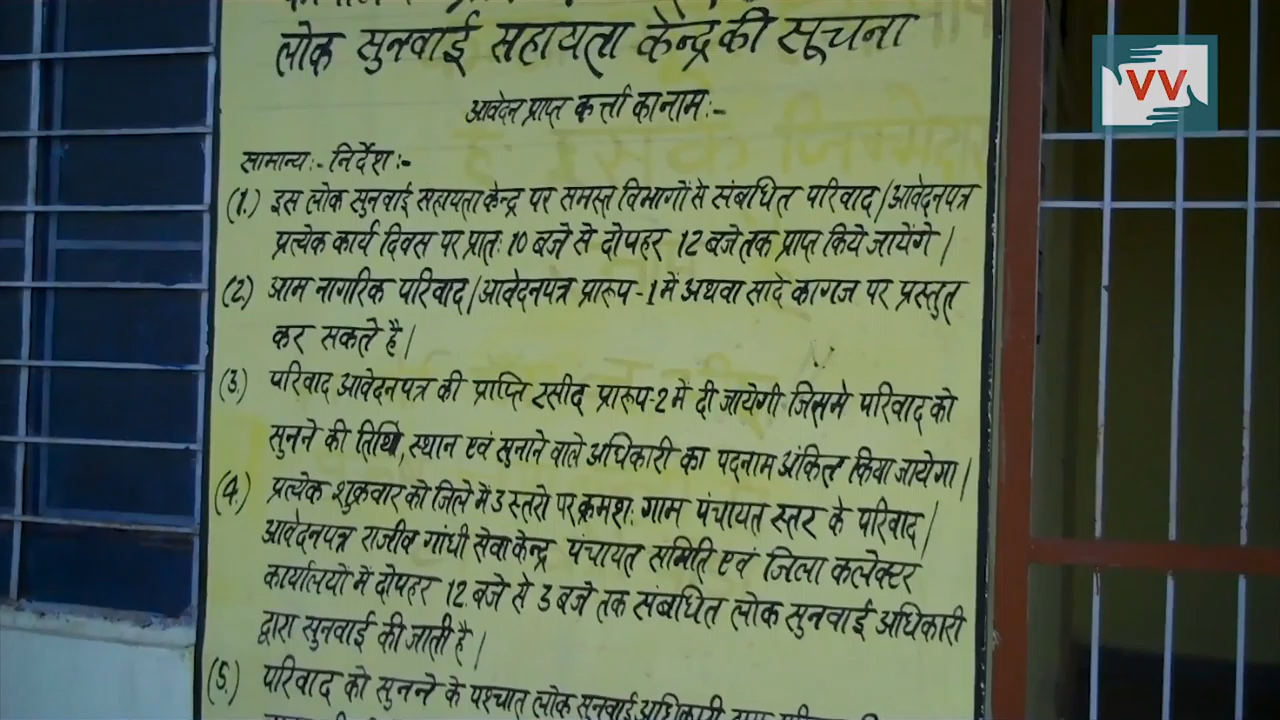 लोक सुनवाई सहायता केन्द्र की सूचना
VV
आवेदन प्राप्त कर्त्ता का नाम :-
सामान्य :- निर्देश :-
(1.) इस लोक सुनवाई सहायता केन्द्र पर समस्त विभागों से संबधित परिवाद / आवेदनपत्र
प्रत्येक कार्य दिवस पर प्रातः 10 बजे से दोपहर 12 बजे तक प्राप्त किये जायेंगे |
(2.) आम नागरिक परिवाद / आवेदनपत्र प्रारूप -1 में अथवा सादे कागज पर प्रस्तुत
कर सकते है |
(3.) परिवाद आवेदनपत्र की प्राप्ति रसीद प्रारूप-2 में दी जायेगी जिसमे परिवाद को
सुनने की तिथि, स्थान एवं सुनाने वाले अधिकारी का पदनाम अंकित किया जायेगा |
(4.) प्रत्येक शुक्रवार को जिले में 3 स्तरो पर क्रमशः गाम पंचायत स्तर के परिवाद /
आवेदनपत्र राजीव गांधी सेवा केन्द्र पंचायत समिति एवं जिला कलेक्टर
कार्यालयों में दोपहर 12 बजे से 3 बजे तक संबधित लोक सुनवाई अधिकारी
द्वारा सुनवाई की जाती है |
(5.) परिवाद को सुनने के पश्चात लोक सुनवाई अधिकारी